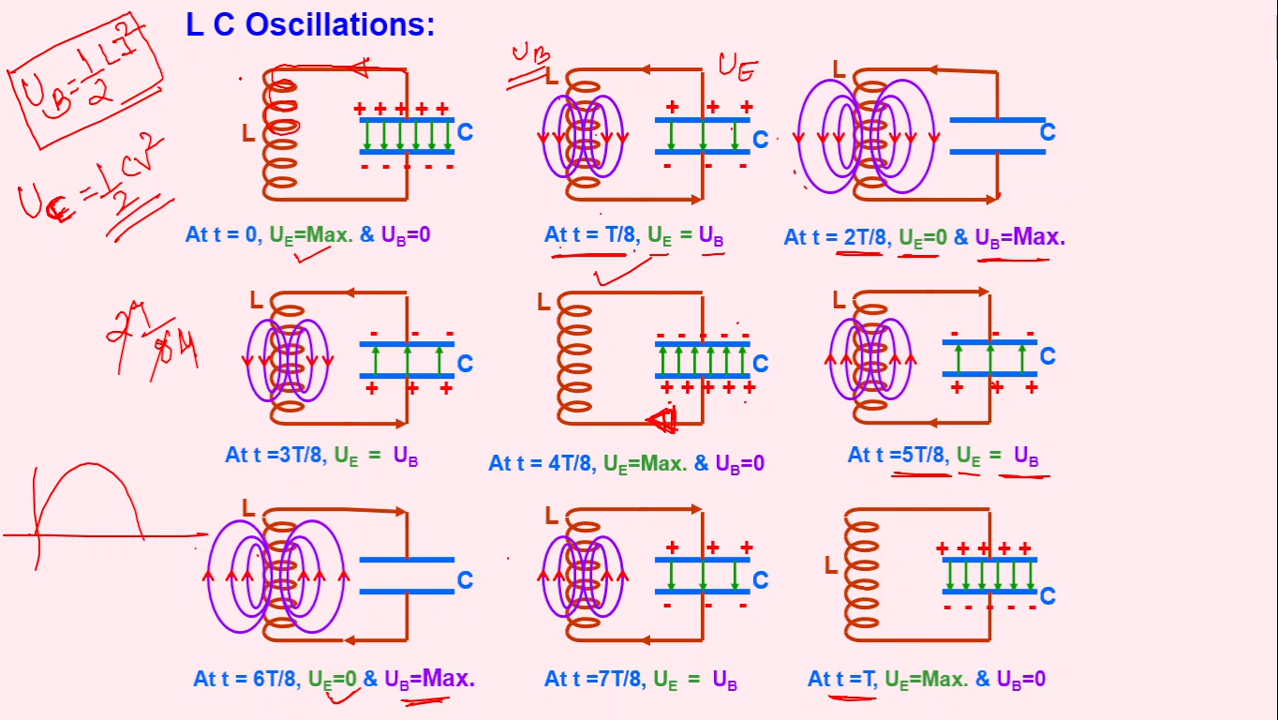 L C Oscillations:
U_B = 1/2 LI²
U_E = 1/2 CV²
U_B
U_E
L
+ + + + +
C
- - - - -
At t = 0, U_E=Max. & U_B=0
L
+ + +
C
- - -
At t = T/8, U_E = U_B
L
C
At t = 2T/8, U_E=0 & U_B=Max.
L
- - -
C
+ + +
At t =3T/8, U_E = U_B
L
- - - - - -
C
+ + + + + +
At t = 4T/8, U_E=Max. & U_B=0
L
- - -
C
+ + +
At t =5T/8, U_E = U_B
L
C
At t = 6T/8, U_E=0 & U_B=Max.
L
+ + +
C
- - -
At t =7T/8, U_E = U_B
L
+ + + + +
C
- - - - -
At t =T, U_E=Max. & U_B=0